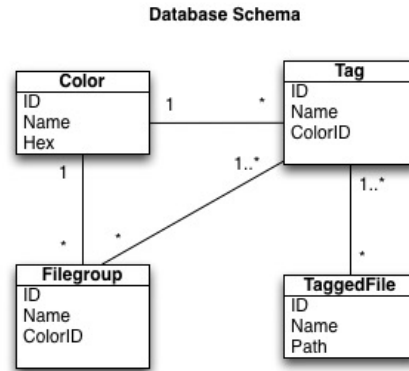 Database Schema
Color
ID
Name
Hex
1
*
Tag
ID
Name
ColorID
1
*
1..*
*
1..*
*
Filegroup
ID
Name
ColorID
TaggedFile
ID
Name
Path